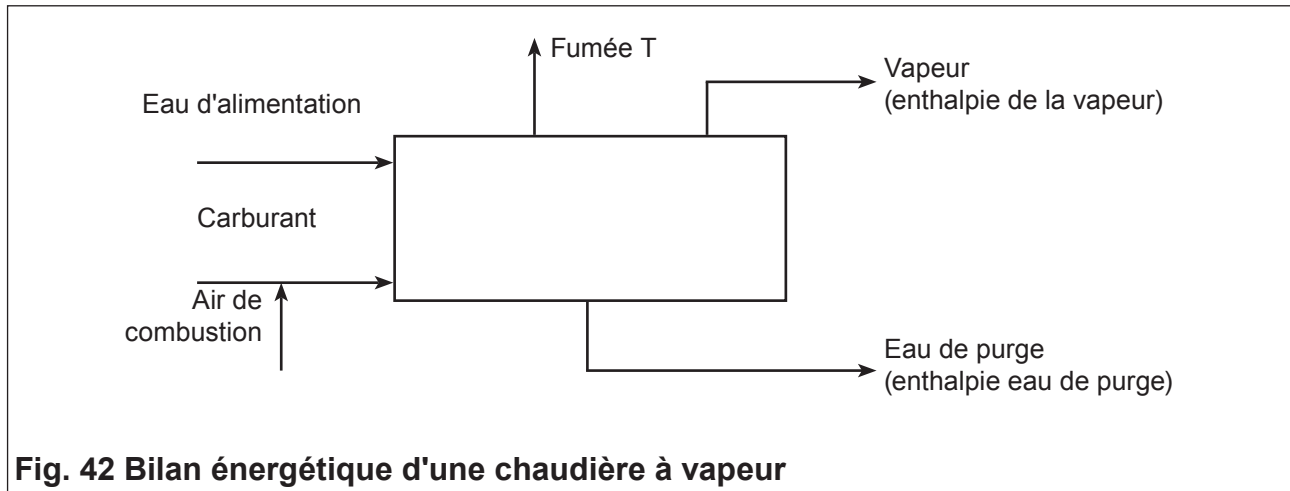 Fumée T
Vapeur
(enthalpie de la vapeur)
Eau d'alimentation
Carburant
Air de
combustion
Eau de purge
(enthalpie eau de purge)
Fig. 42 Bilan énergétique d'une chaudière à vapeur